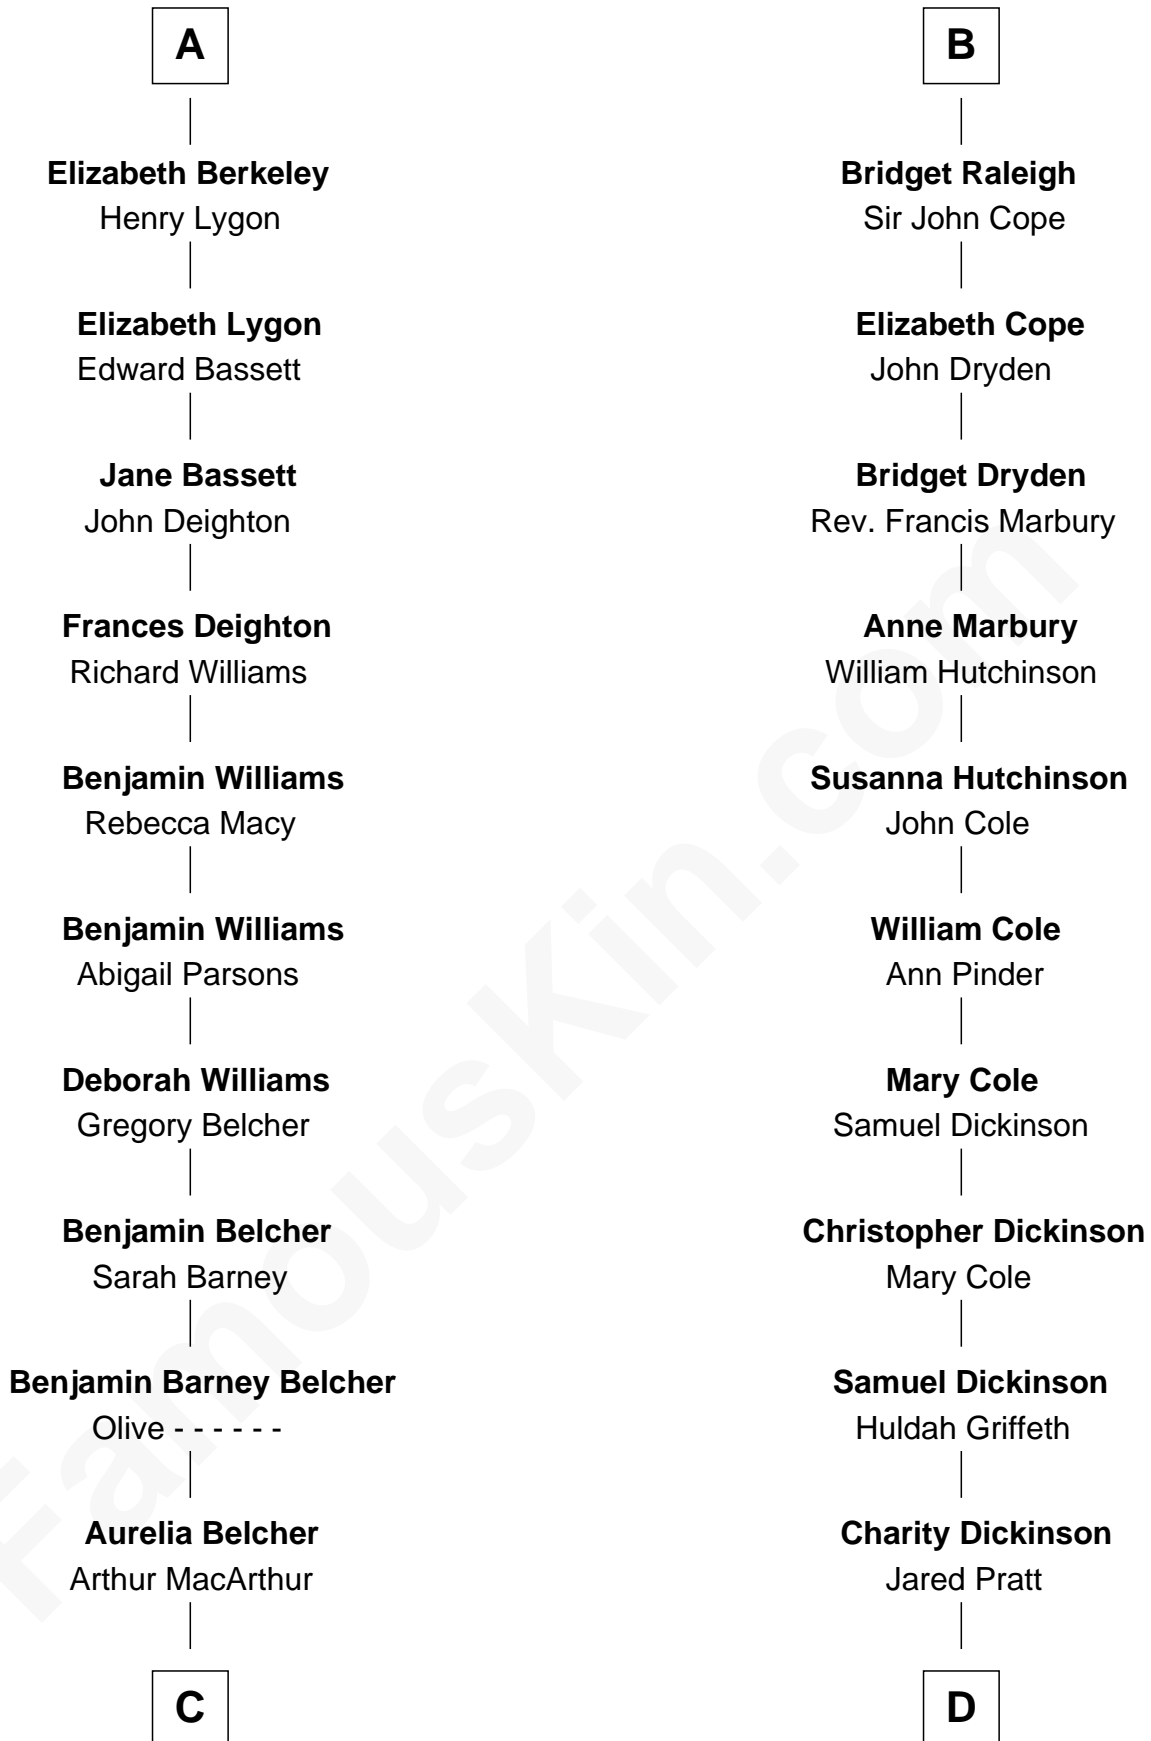 A
Elizabeth Berkeley
Henry Lygon
Elizabeth Lygon
Edward Bassett
Jane Bassett
John Deighton
Frances Deighton
Richard Williams
Benjamin Williams
Rebecca Macy
Benjamin Williams
Abigail Parsons
Deborah Williams
Gregory Belcher
Benjamin Belcher
Sarah Barney
Benjamin Barney Belcher
Olive - - - - - -
Aurelia Belcher
Arthur MacArthur
C
B
Bridget Raleigh
Sir John Cope
Elizabeth Cope
John Dryden
Bridget Dryden
Rev. Francis Marbury
Anne Marbury
William Hutchinson
Susanna Hutchinson
John Cole
William Cole
Ann Pinder
Mary Cole
Samuel Dickinson
Christopher Dickinson
Mary Cole
Samuel Dickinson
Huldah Griffeth
Charity Dickinson
Jared Pratt
D
FamousKin.com